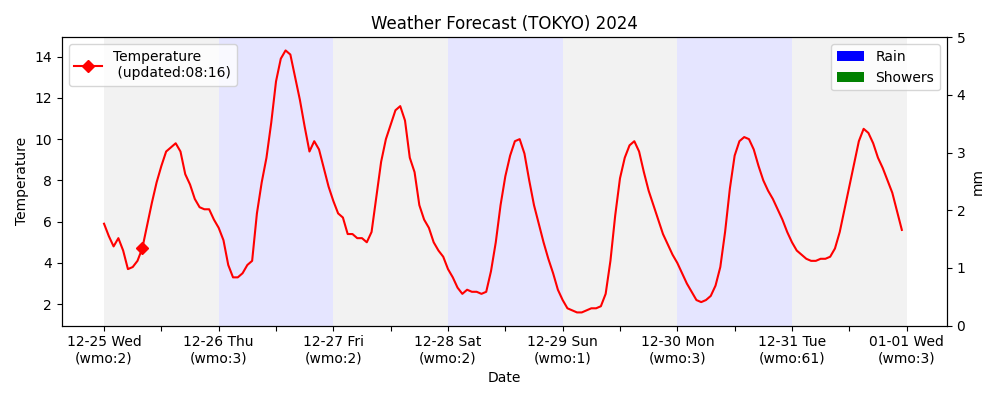 Weather Forecast (TOKYO) 2024
Temperature
(updated:08:16)
Rain
Showers
14
12
10
8
6
4
2
Temperature
5
4
3
2
1
0
mm
12-25 Wed
(wmo:2)
12-26 Thu
(wmo:3)
12-27 Fri
(wmo:2)
12-28 Sat
(wmo:2)
12-29 Sun
(wmo:1)
12-30 Mon
(wmo:3)
12-31 Tue
(wmo:61)
01-01 Wed
(wmo:3)
Date